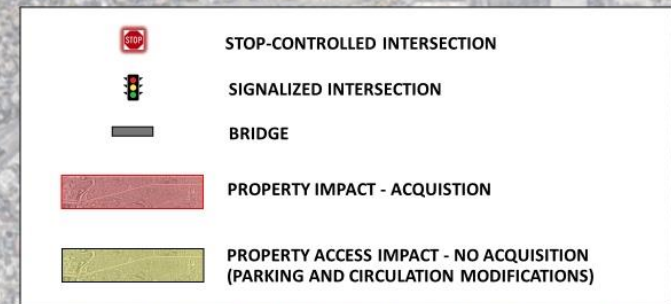 STOP
STOP-CONTROLLED INTERSECTION
SIGNALIZED INTERSECTION
BRIDGE
PROPERTY IMPACT - ACQUISTION
PROPERTY ACCESS IMPACT - NO ACQUISITION
(PARKING AND CIRCULATION MODIFICATIONS)